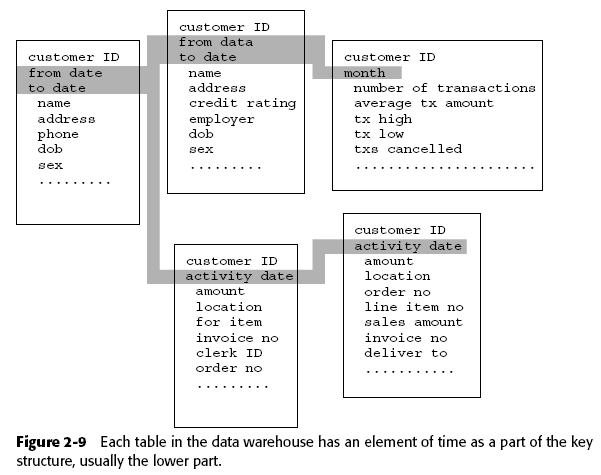 customer ID
from date
to date
name
address
phone
dob
sex
.........
customer ID
from data
to date
name
address
credit rating
employer
dob
sex
.........
customer ID
month
number of transactions
average tx amount
tx high
tx low
txs cancelled
......................
customer ID
activity date
amount
location
for item
invoice no
clerk ID
order no
.........
customer ID
activity date
amount
location
order no
line item no
sales amount
invoice no
deliver to
...........
Figure 2-9 Each table in the data warehouse has an element of time as a part of the key
structure, usually the lower part.